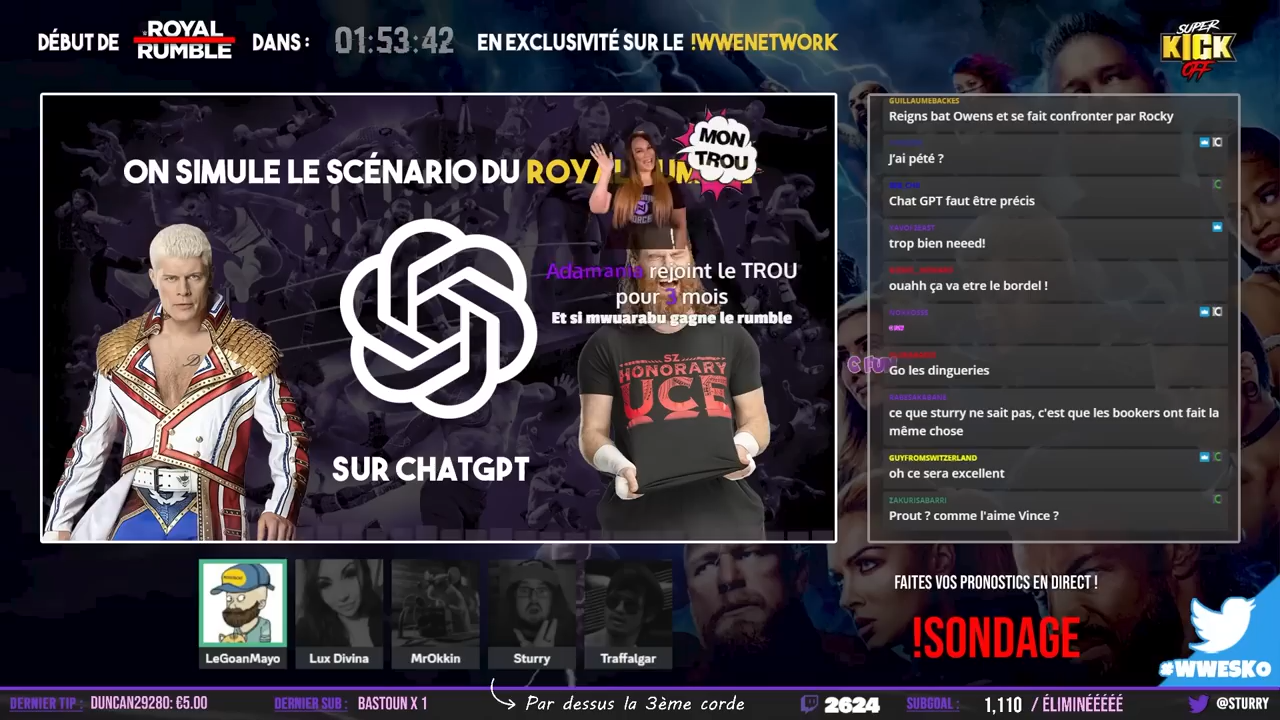 DÉBUT DE ROYAL RUMBLE DANS : 01:53:42 EN EXCLUSIVITÉ SUR LE !WWENETWORK
SUPER
KICK
OFF
ON SIMULE LE SCÉNARIO DU
MON
TROU
Adamania rejoint le TROU
pour 3 mois
Et si mwuarabu gagne le rumble
SZ
HONORARY
UCE
SUR CHATGPT
GUILLAUMEBACKES
Reigns bat Owens et se fait confronter par Rocky
J'ai pété ?
Chat GPT faut être précis
trop bien neeed!
ouahh ça va etre le bordel !
Go les dingueries
ce que sturry ne sait pas, c'est que les bookers ont fait la
même chose
GUYFROMSWITZERLAND
oh ce sera excellent
ZAKURISABARRI
Prout ? comme l'aime Vince ?
LeGoanMayo
Lux Divina
MrOkkin
Sturry
Traffalgar
FAITES VOS PRONOSTICS EN DIRECT !
!SONDAGE
#WWESKO
DERNIER TIP : DUNCAN29280: €5.00
DERNIER SUB : BASTOUN X 1
Par dessus la 3ème corde
2624
SUBGOAL : 1,110 / ÉLIMINÉÉÉÉÉ
@STURRY